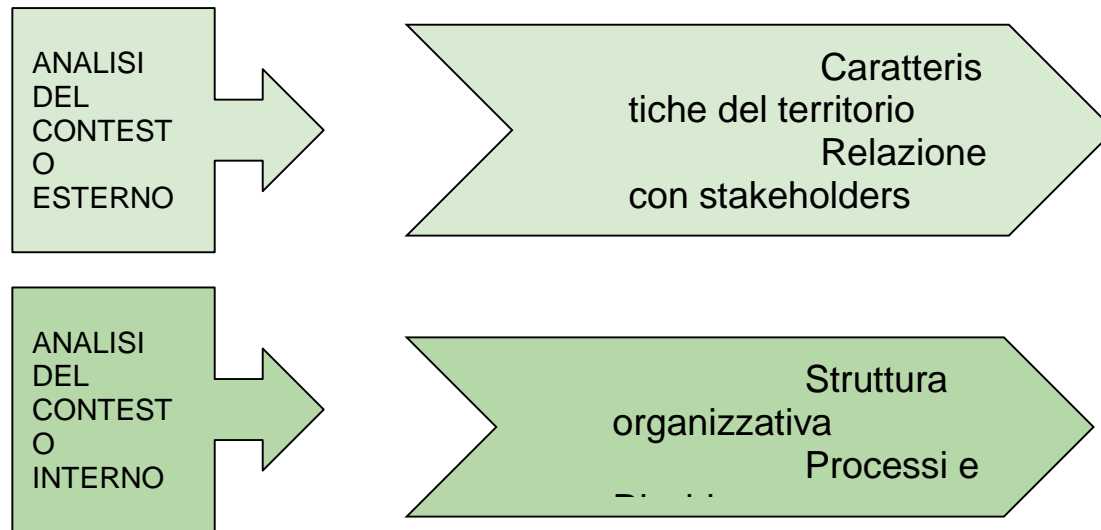 ANALISI
DEL
CONTEST
O
ESTERNO
Caratteris
tiche del territorio
Relazione
con stakeholders
ANALISI
DEL
CONTEST
O
INTERNO
Struttura
organizzativa
Processi e